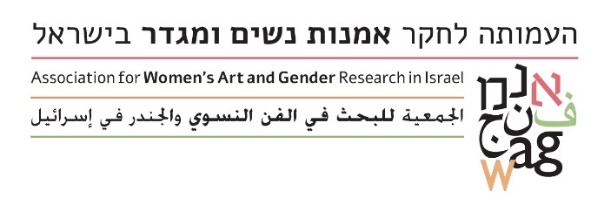 העמותה לחקר אמנות נשים ומגדר בישראל
Association for Women's Art and Gender Research in Israel
الجمعية للبحث في الفن النسوي والجندر في إسرائيل